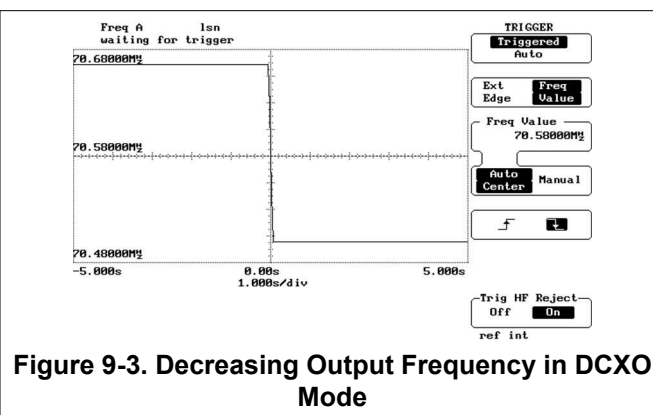 Freq A lsn
waiting for trigger
70.68000MHz
70.58000MHz
70.48000MHz
-5.000s 0.00s 5.000s
1.000s/div
TRIGGER
Triggered
Auto
Ext Freq
Edge Value
Freq Value
70.58000MHz
Auto Manual
Center
Trig HF Reject
Off On
ref int
Figure 9-3. Decreasing Output Frequency in DCXO
Mode